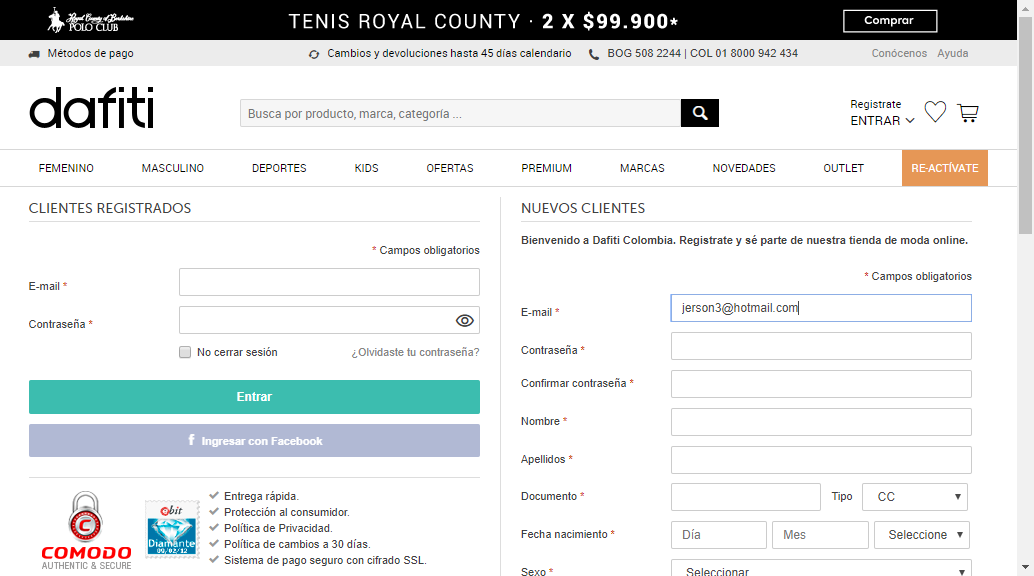 Royal County of Berkshire
POLO CLUB
TENIS ROYAL COUNTY · 2 X $99.900*
Comprar
Métodos de pago
Cambios y devoluciones hasta 45 días calendario
BOG 508 2244 | COL 01 8000 942 434
Conócenos
Ayuda
dafiti
Busca por producto, marca, categoría ...
Registrate
ENTRAR
FEMENINO
MASCULINO
DEPORTES
KIDS
OFERTAS
PREMIUM
MARCAS
NOVEDADES
OUTLET
RE-ACTÍVATE
CLIENTES REGISTRADOS
* Campos obligatorios
E-mail *
Contraseña *
No cerrar sesión
¿Olvidaste tu contraseña?
Entrar
f Ingresar con Facebook
COMODO
AUTHENTIC & SECURE
ebit
Diamante
09/02/12
Entrega rápida.
Protección al consumidor.
Política de Privacidad.
Política de cambios a 30 días.
Sistema de pago seguro con cifrado SSL.
NUEVOS CLIENTES
Bienvenido a Dafiti Colombia. Registrate y sé parte de nuestra tienda de moda online.
* Campos obligatorios
E-mail *
jerson3@hotmail.com
Contraseña *
Confirmar contraseña *
Nombre *
Apellidos *
Documento *
Tipo
CC
Fecha nacimiento *
Día
Mes
Seleccione
Sexo *
Seleccionar